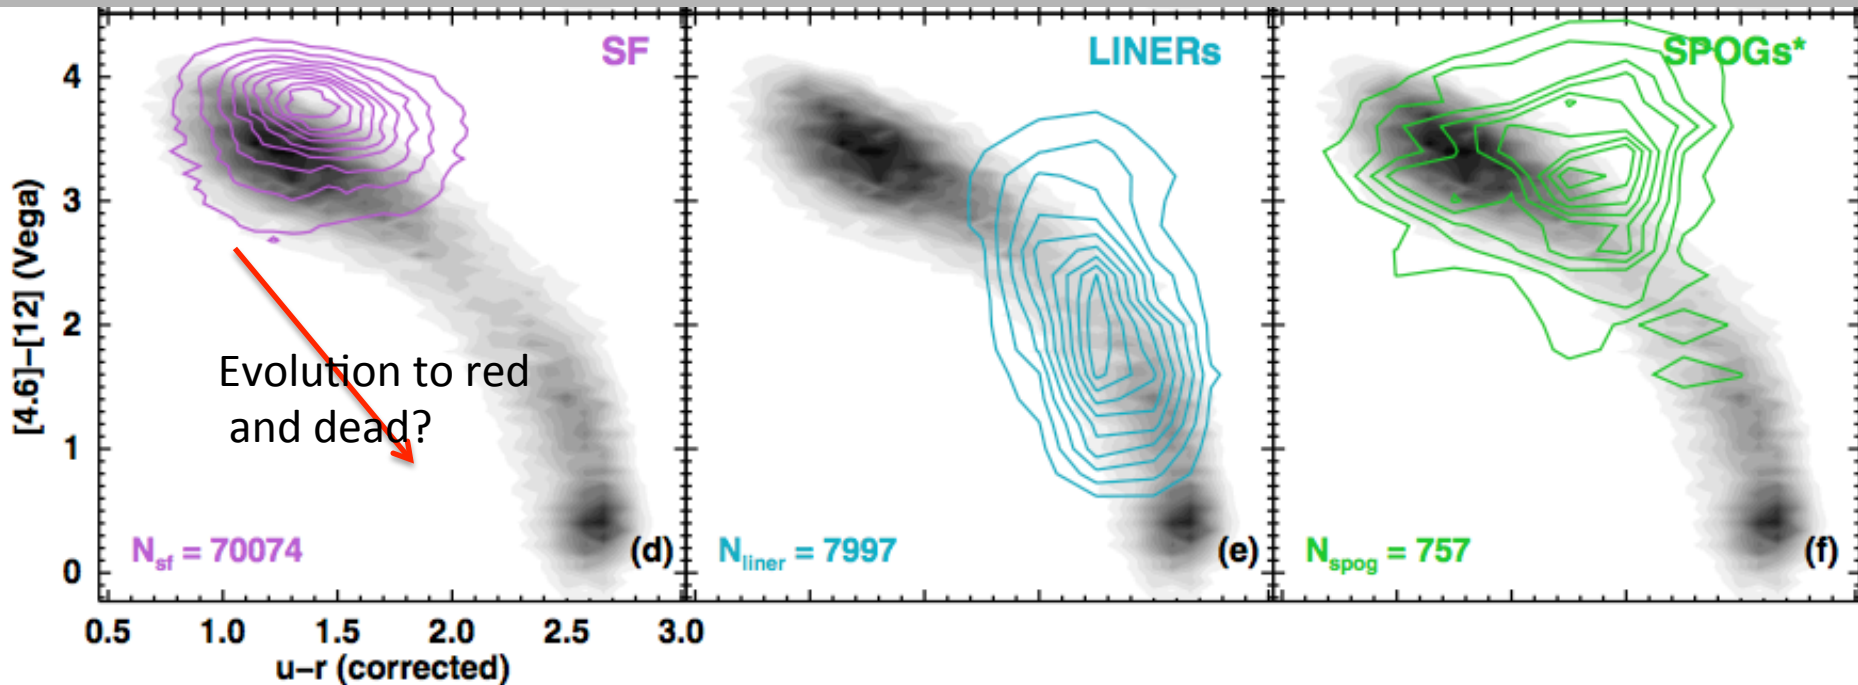 SF
LINERs
SPOGs*
4
3
2
1
0
[4.6]–[12] (Vega)
Evolution to red
and dead?
N_sf = 70074
(d)
N_liner = 7997
(e)
N_spog = 757
(f)
0.5 1.0 1.5 2.0 2.5 3.0
u–r (corrected)